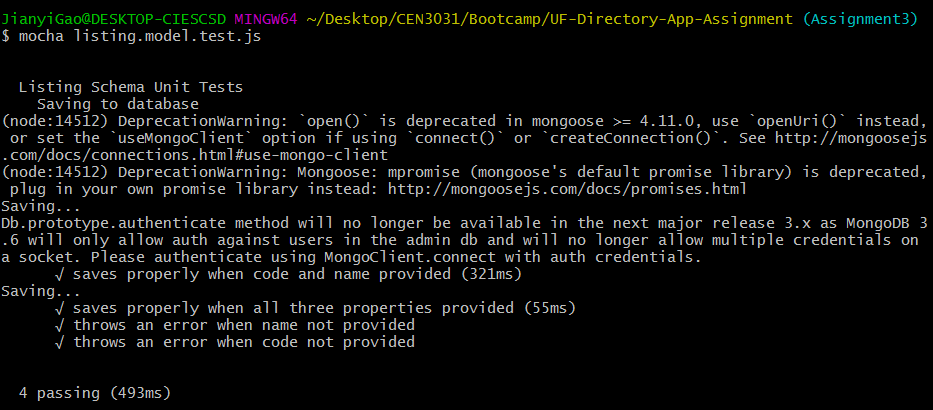 JianyiGao@DESKTOP-CIESCSD MINGW64 ~/Desktop/CEN3031/Bootcamp/UF-Directory-App-Assignment (Assignment3)
$ mocha listing.model.test.js
Listing Schema Unit Tests
Saving to database
(node:14512) DeprecationWarning: `open()` is deprecated in mongoose >= 4.11.0, use `openUri()` instead,
or set the `useMongoClient` option if using `connect()` or `createConnection()`. See http://mongoosejs
.com/docs/connections.html#use-mongo-client
(node:14512) DeprecationWarning: Mongoose: mpromise (mongoose's default promise library) is deprecated,
plug in your own promise library instead: http://mongoosejs.com/docs/promises.html
Saving...
Db.prototype.authenticate method will no longer be available in the next major release 3.x as MongoDB 3
.6 will only allow auth against users in the admin db and will no longer allow multiple credentials on
a socket. Please authenticate using MongoClient.connect with auth credentials.
√ saves properly when code and name provided (321ms)
Saving...
√ saves properly when all three properties provided (55ms)
√ throws an error when name not provided
√ throws an error when code not provided
4 passing (493ms)